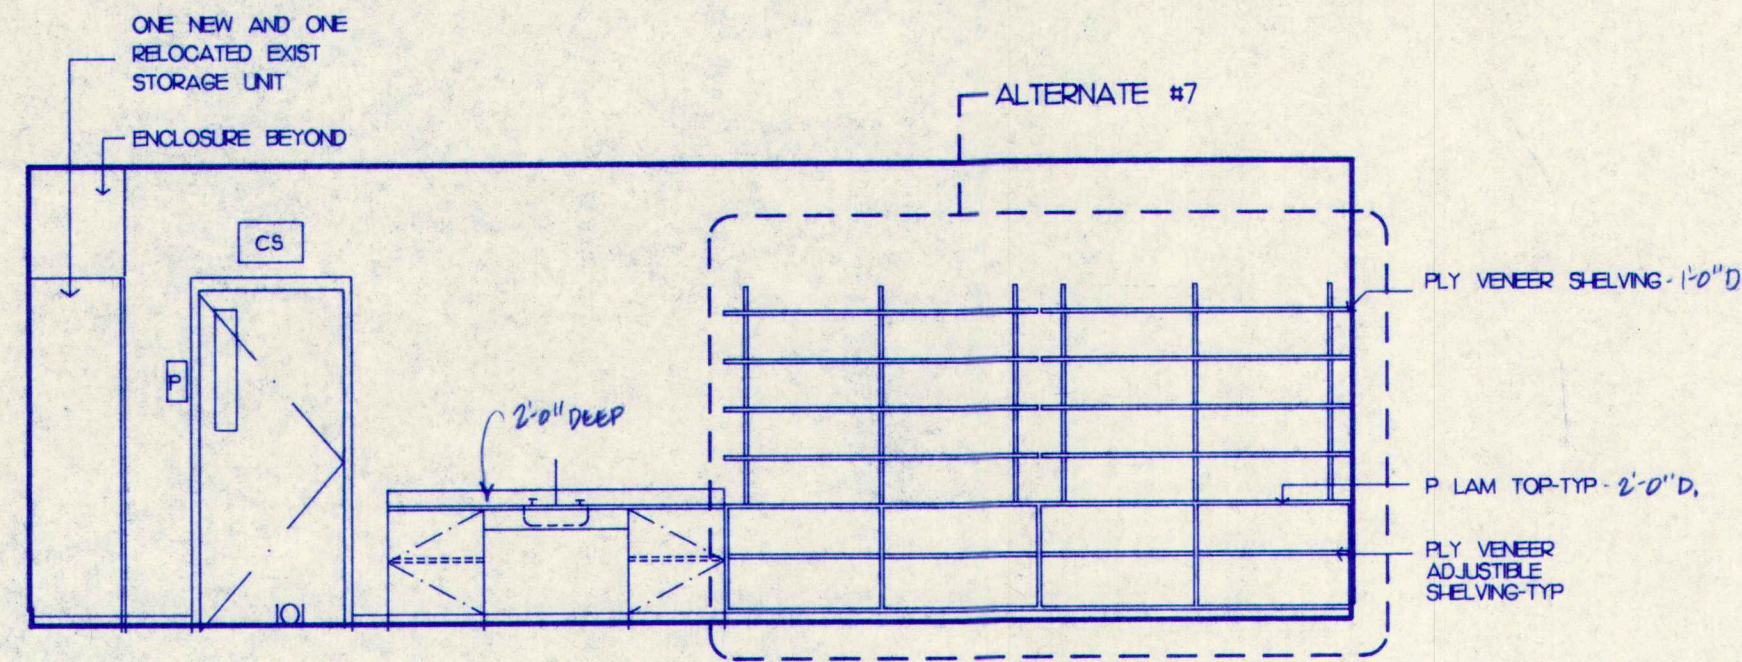 ONE NEW AND ONE
RELOCATED EXIST
STORAGE UNIT
ENCLOSURE BEYOND
ALTERNATE #7
CS
PLY VENEER SHELVING - 1'-0" D
P
2'-0" DEEP
P LAM TOP-TYP - 2'-0" D.
PLY VENEER
ADJUSTIBLE
SHELVING-TYP
101